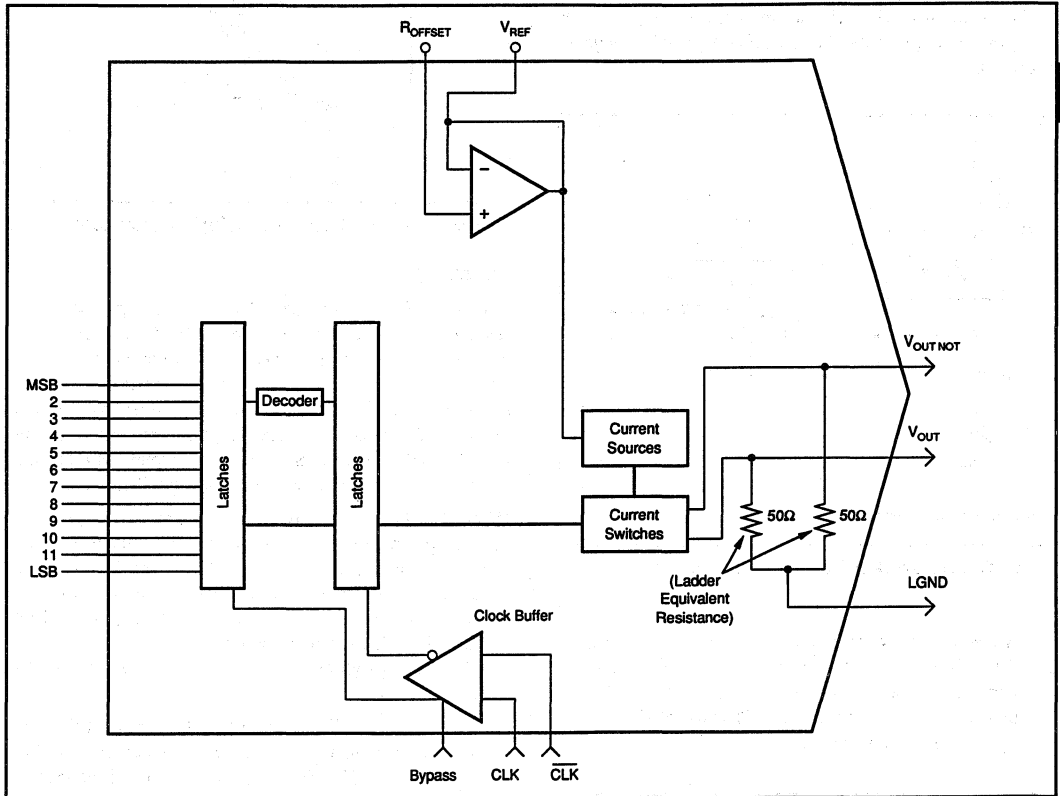 R_OFFSET V_REF
−
+
MSB
2
3
4
5
6
7
8
9
10
11
LSB
Latches
Decoder
Latches
Current
Sources
Current
Switches
V_OUT NOT
V_OUT
50Ω 50Ω
(Ladder
Equivalent
Resistance)
LGND
Clock Buffer
Bypass CLK C̅L̅K̅